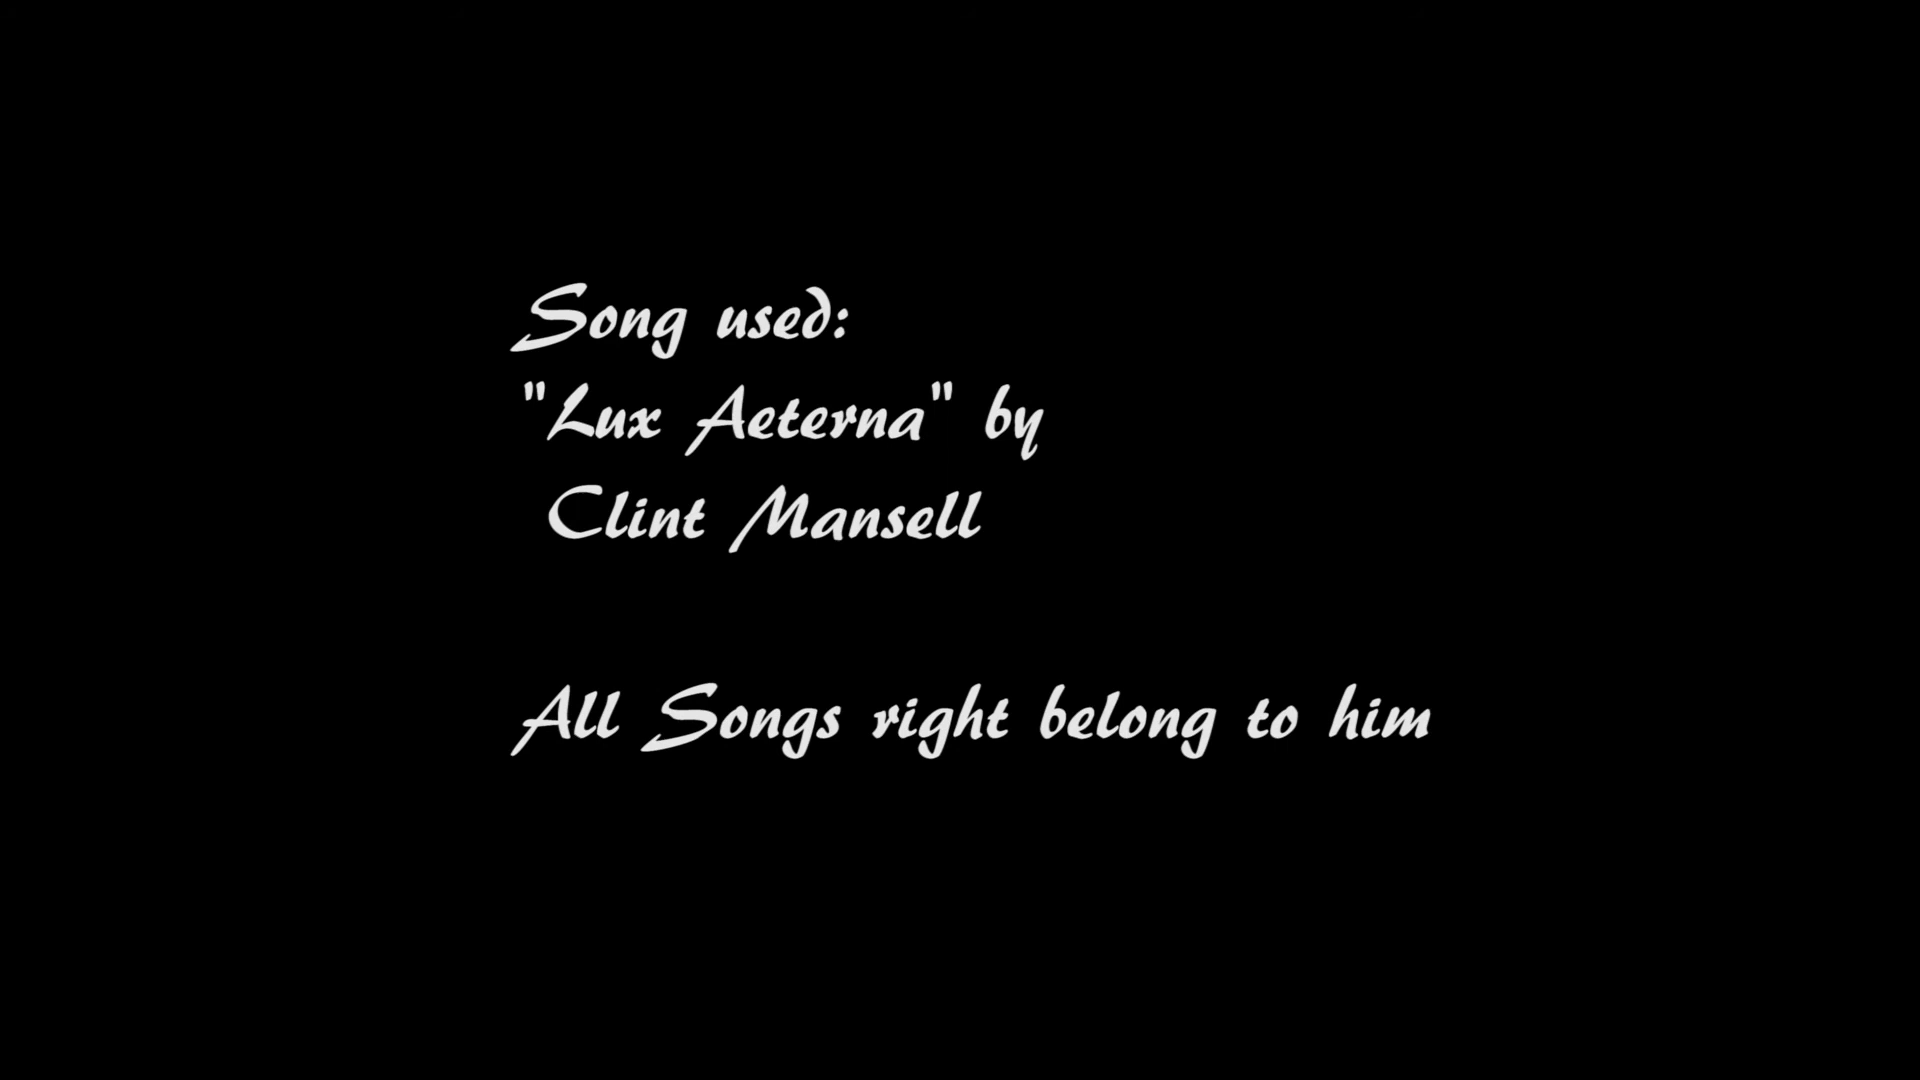 Song used:
"Lux Aeterna" by
Clint Mansell
All Songs right belong to him